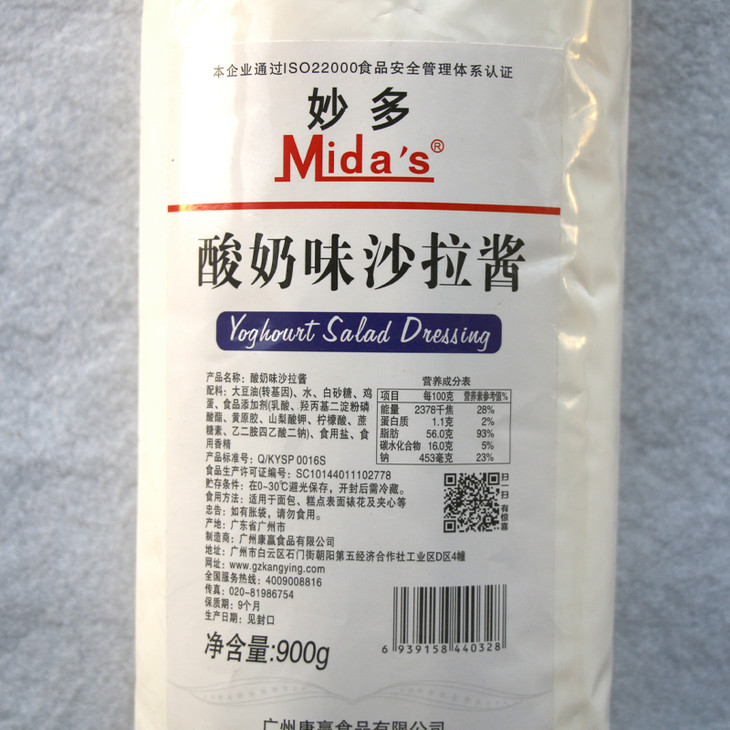 本企业通过ISO22000食品安全管理体系认证
妙多
Mida's®
酸奶味沙拉酱
Yoghourt Salad Dressing
产品名称：酸奶味沙拉酱
配料：大豆油(转基因)、水、白砂糖、鸡
蛋、食品添加剂(乳酸、羟丙基二淀粉磷
酸酯、黄原胶、山梨酸钾、柠檬酸、蔗
糖素、乙二胺四乙酸二钠)、食用盐、食
用香精
产品标准号：Q/KYSP 0016S
食品生产许可证编号：SC10144011102778
贮存条件：在0-30℃避光保存，开封后需冷藏。
食用方法：适用于面包、糕点表面裱花及夹心等
忠告：如有胀袋，请勿食用。
产地：广东省广州市
制造商：广州康赢食品有限公司
地址：广州市白云区石门街朝阳第五经济合作社工业区D区4幢
网址：www.gzkangying.com
全国服务热线：4009008816
传真：020-81986754
保质期：9个月
生产日期：见封口
净含量:900g
营养成分表
项目 每100克 营养素参考值%
能量 2378千焦 28%
蛋白质 1.1克 2%
脂肪 56.0克 93%
碳水化合物 16.0克 5%
钠 453毫克 23%
扫一扫
有惊喜
6 939158 440328
广州康赢食品有限公司